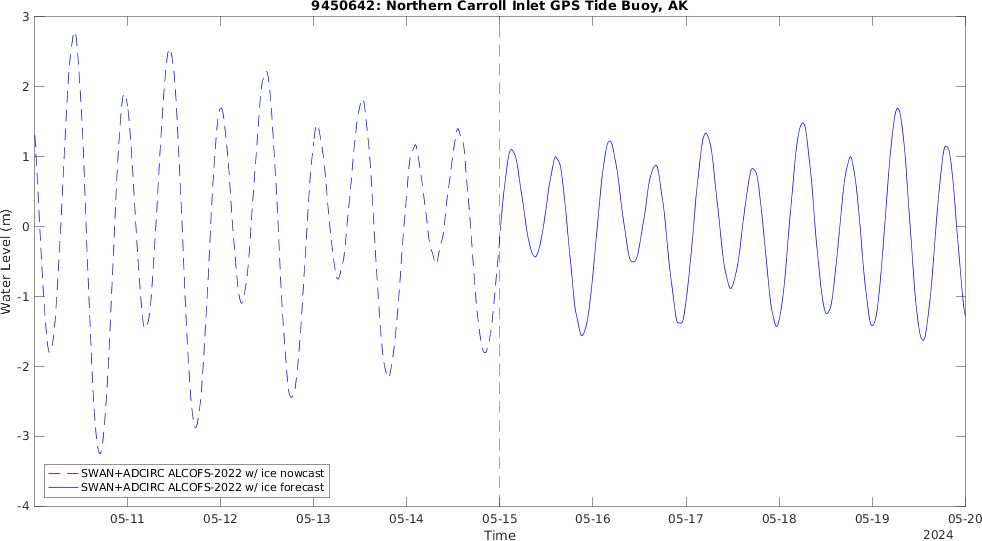 9450642: Northern Carroll Inlet GPS Tide Buoy, AK
Water Level (m)
3
2
1
0
-1
-2
-3
-4
SWAN+ADCIRC ALCOFS-2022 w/ ice nowcast
SWAN+ADCIRC ALCOFS-2022 w/ ice forecast
05-11 05-12 05-13 05-14 05-15 05-16 05-17 05-18 05-19 05-20
Time
2024